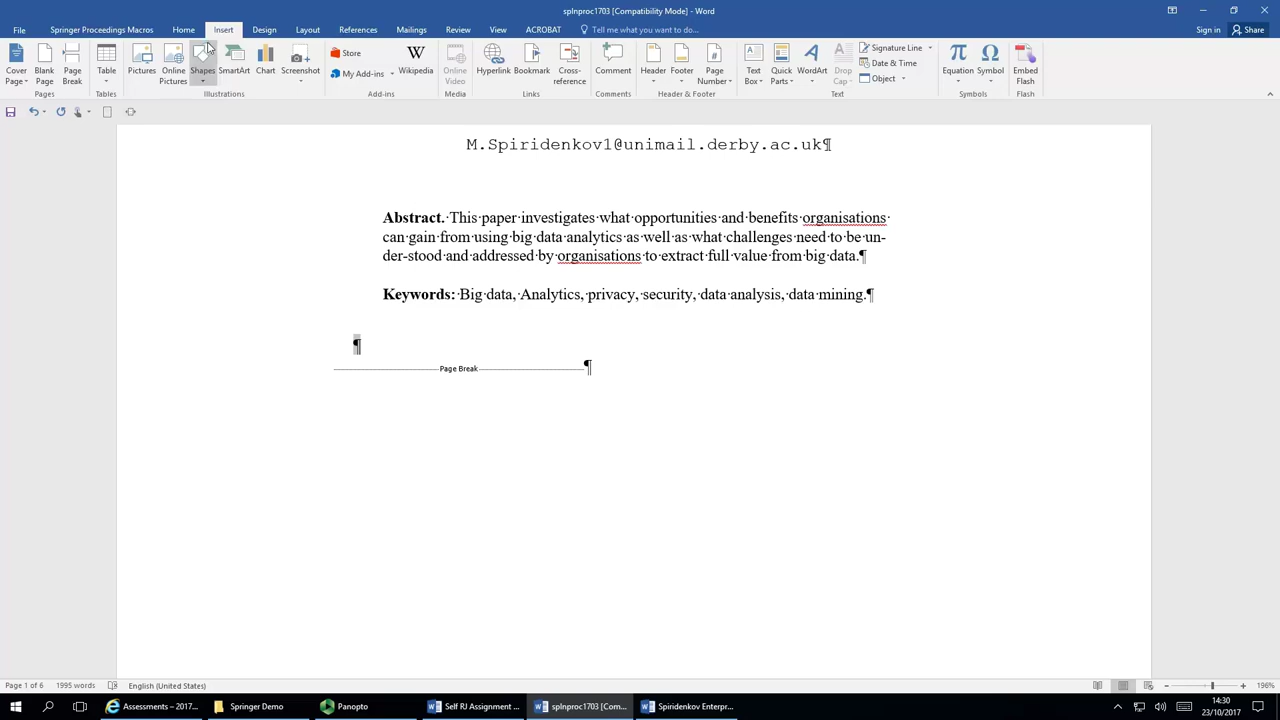 splnproc1703 [Compatibility Mode] - Word
File Springer Proceedings Macros Home Insert Design Layout References Mailings Review View ACROBAT Tell me what you want to do... Sign in Share
Cover Page Blank Page Page Break Table Pictures Online Pictures Shapes SmartArt Chart Screenshot Store My Add-ins Wikipedia Online Video Hyperlink Bookmark Cross-reference Comment Header Footer Page Number Text Box Quick Parts WordArt Drop Cap Signature Line Date & Time Object Equation Symbol Embed Flash
Pages Tables Illustrations Add-ins Media Links Comments Header & Footer Text Symbols Flash
M.Spiridenkov1@unimail.derby.ac.uk¶
Abstract.·This·paper·investigates·what·opportunities·and·benefits·organisations·
can·gain·from·using·big·data·analytics·as·well·as·what·challenges·need·to·be·un-
der-stood·and·addressed·by·organisations·to·extract·full·value·from·big·data.¶
Keywords:·Big·data,·Analytics,·privacy,·security,·data·analysis,·data·mining.¶
¶
Page Break¶
Page 1 of 6 1995 words English (United States) 196%
Assessments – 2017... Springer Demo Panopto Self RJ Assignment ... splnproc1703 [Com... Spiridenkov Enterpr... 14:30
23/10/2017